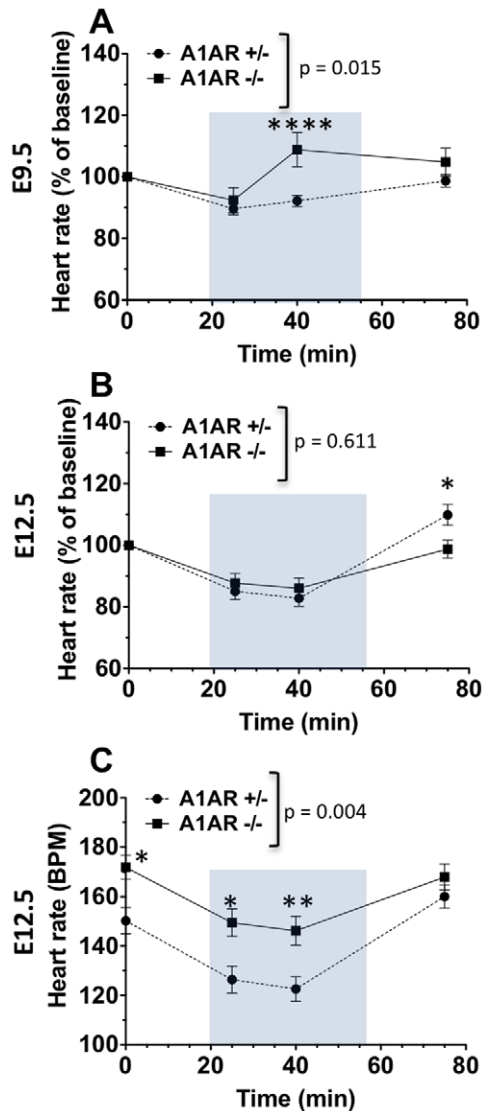 A
A1AR +/-
A1AR -/-
p = 0.015
****
E9.5
Heart rate (% of baseline)
140
120
100
80
60
0 20 40 60 80
Time (min)
B
A1AR +/-
A1AR -/-
p = 0.611
*
E12.5
Heart rate (% of baseline)
140
120
100
80
60
0 20 40 60 80
Time (min)
C
A1AR +/-
A1AR -/-
p = 0.004
*
*
**
E12.5
Heart rate (BPM)
200
180
160
140
120
100
0 20 40 60 80
Time (min)